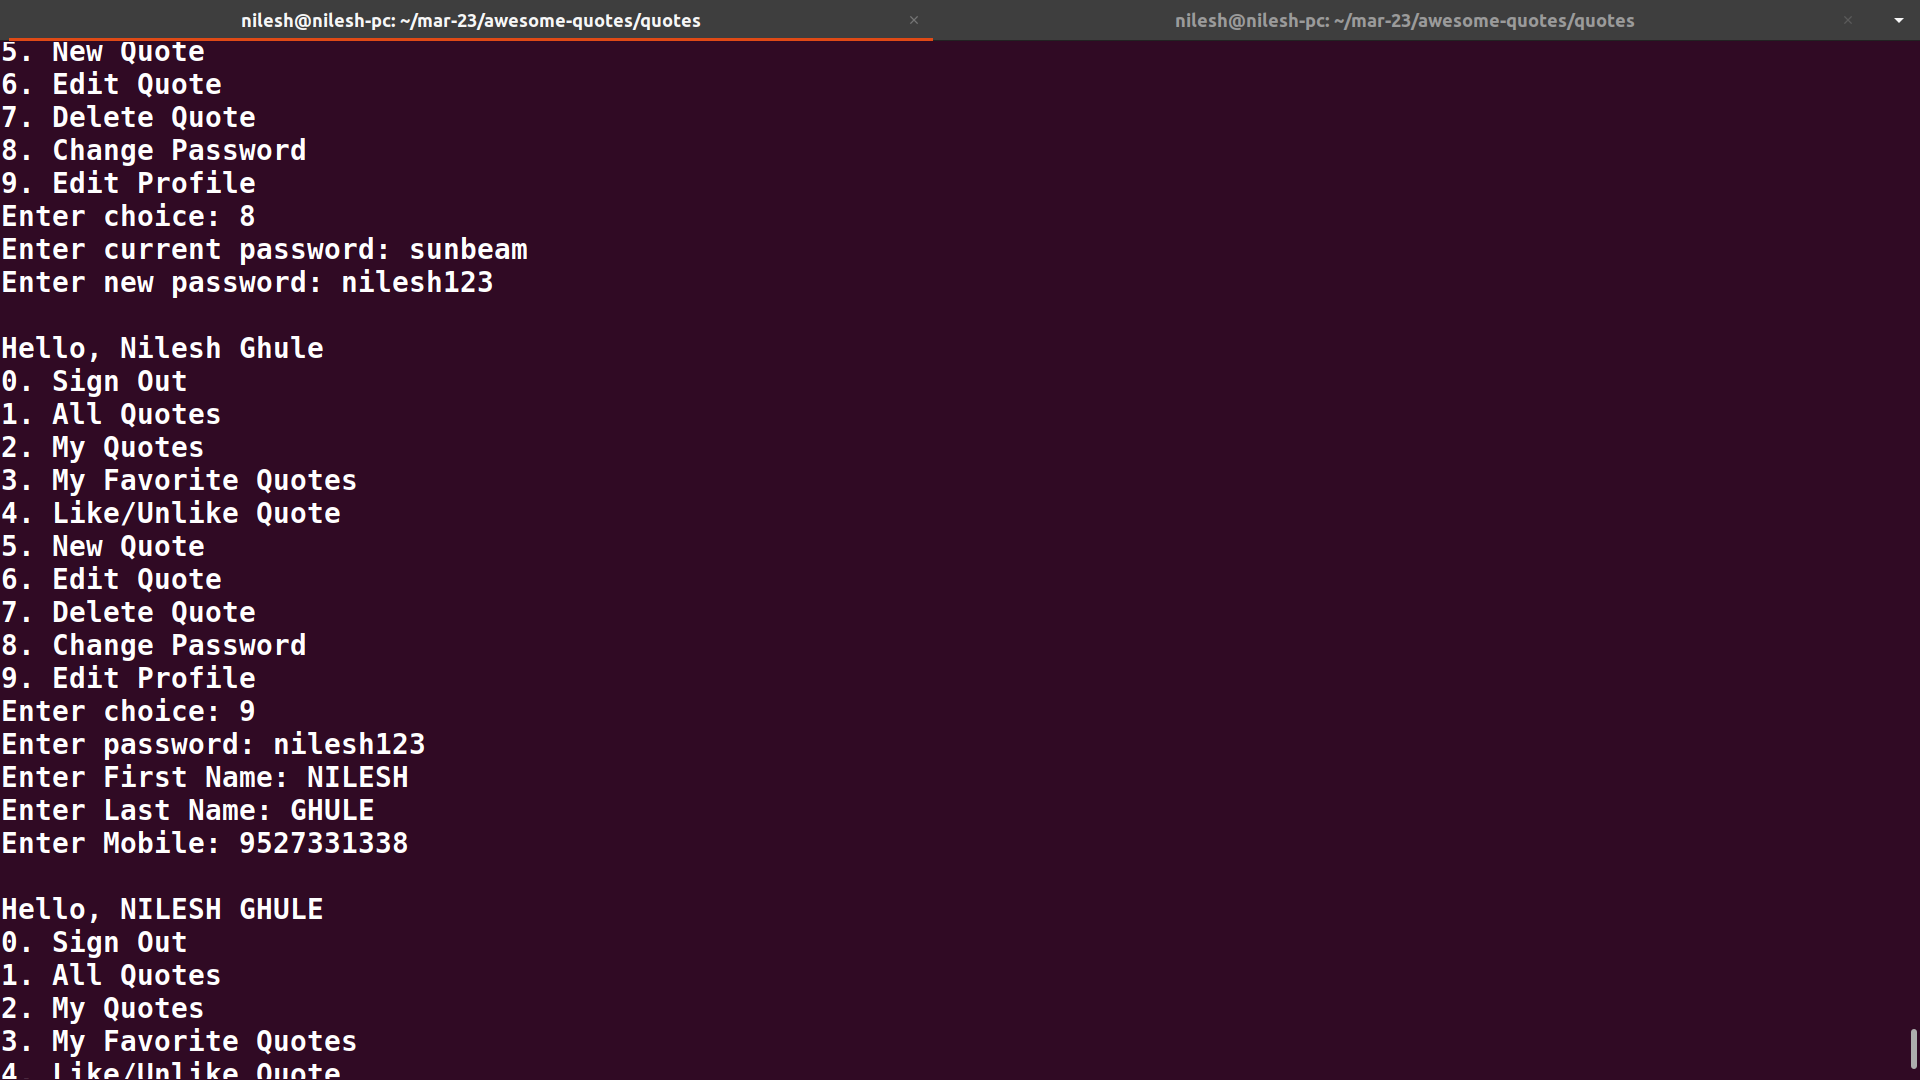 nilesh@nilesh-pc: ~/mar-23/awesome-quotes/quotes
nilesh@nilesh-pc: ~/mar-23/awesome-quotes/quotes
5. New Quote
6. Edit Quote
7. Delete Quote
8. Change Password
9. Edit Profile
Enter choice: 8
Enter current password: sunbeam
Enter new password: nilesh123
Hello, Nilesh Ghule
0. Sign Out
1. All Quotes
2. My Quotes
3. My Favorite Quotes
4. Like/Unlike Quote
5. New Quote
6. Edit Quote
7. Delete Quote
8. Change Password
9. Edit Profile
Enter choice: 9
Enter password: nilesh123
Enter First Name: NILESH
Enter Last Name: GHULE
Enter Mobile: 9527331338
Hello, NILESH GHULE
0. Sign Out
1. All Quotes
2. My Quotes
3. My Favorite Quotes
4. Like/Unlike Quote